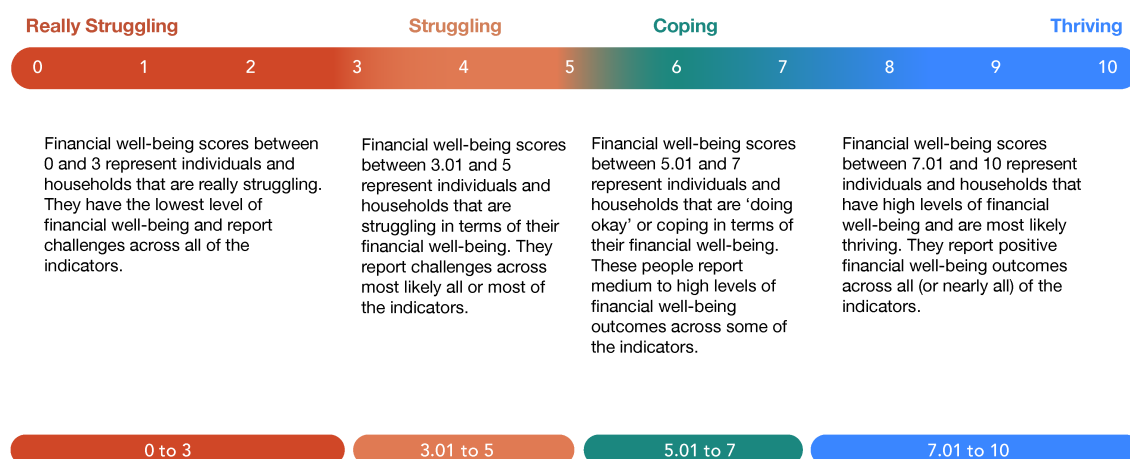 Really Struggling Struggling Coping Thriving
0 1 2 3 4 5 6 7 8 9 10
Financial well-being scores between
0 and 3 represent individuals and
households that are really struggling.
They have the lowest level of
financial well-being and report
challenges across all of the
indicators.
Financial well-being scores
between 3.01 and 5
represent individuals and
households that are
struggling in terms of their
financial well-being. They
report challenges across
most likely all or most of
the indicators.
Financial well-being scores
between 5.01 and 7
represent individuals and
households that are ‘doing
okay’ or coping in terms of
their financial well-being.
These people report
medium to high levels of
financial well-being
outcomes across some of
the indicators.
Financial well-being scores
between 7.01 and 10 represent
individuals and households that
have high levels of financial
well-being and are most likely
thriving. They report positive
financial well-being outcomes
across all (or nearly all) of the
indicators.
0 to 3 3.01 to 5 5.01 to 7 7.01 to 10